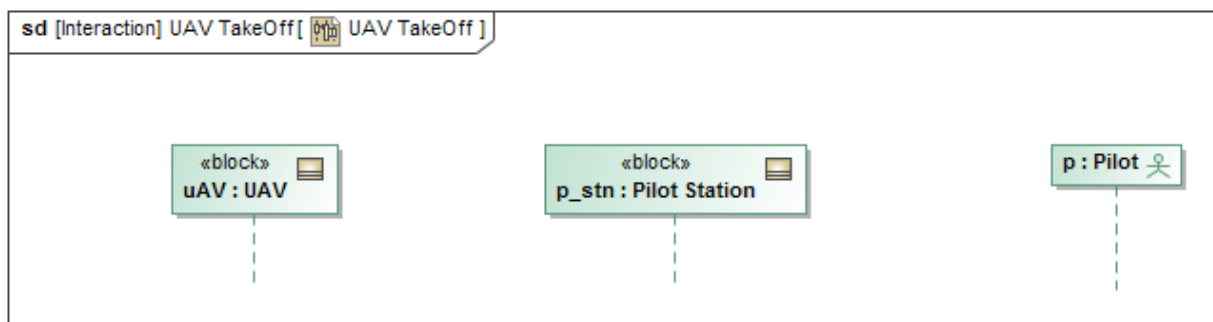 sd [Interaction] UAV TakeOff[ UAV TakeOff ]
«block»
uAV : UAV
«block»
p_stn : Pilot Station
p : Pilot